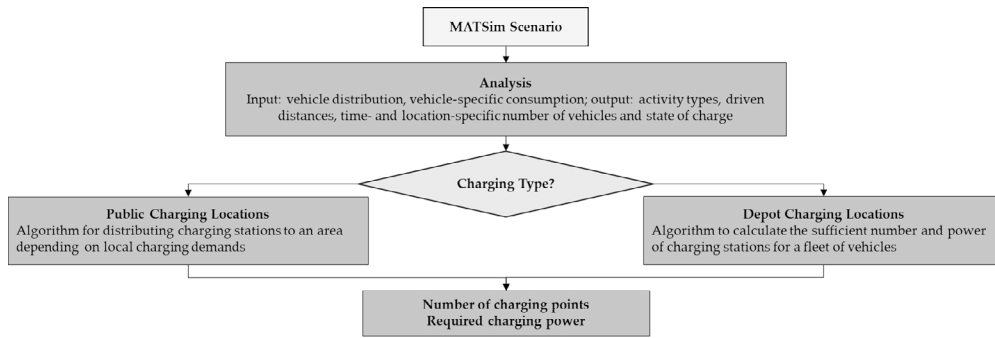 MATSim Scenario
Analysis
Input: vehicle distribution, vehicle-specific consumption; output: activity types, driven
distances, time- and location-specific number of vehicles and state of charge
Charging Type?
Public Charging Locations
Algorithm for distributing charging stations to an area
depending on local charging demands
Depot Charging Locations
Algorithm to calculate the sufficient number and power
of charging stations for a fleet of vehicles
Number of charging points
Required charging power